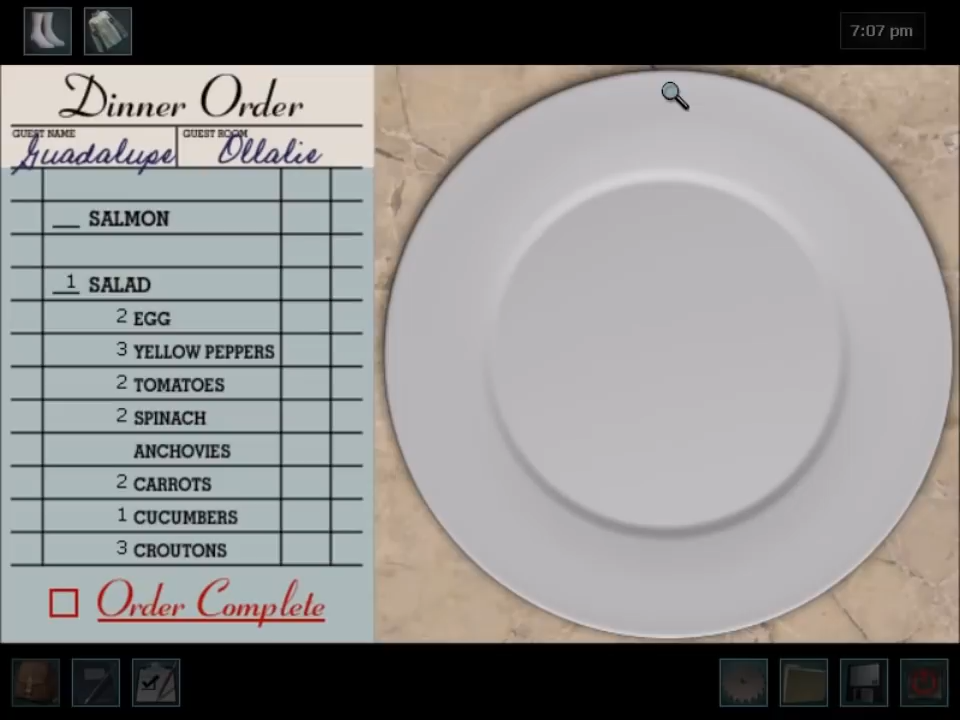 7:07 pm
Dinner Order
GUEST NAME GUEST ROOM
Guadalupe Ollalie
SALMON
1 SALAD
2 EGG
3 YELLOW PEPPERS
2 TOMATOES
2 SPINACH
ANCHOVIES
2 CARROTS
1 CUCUMBERS
3 CROUTONS
Order Complete